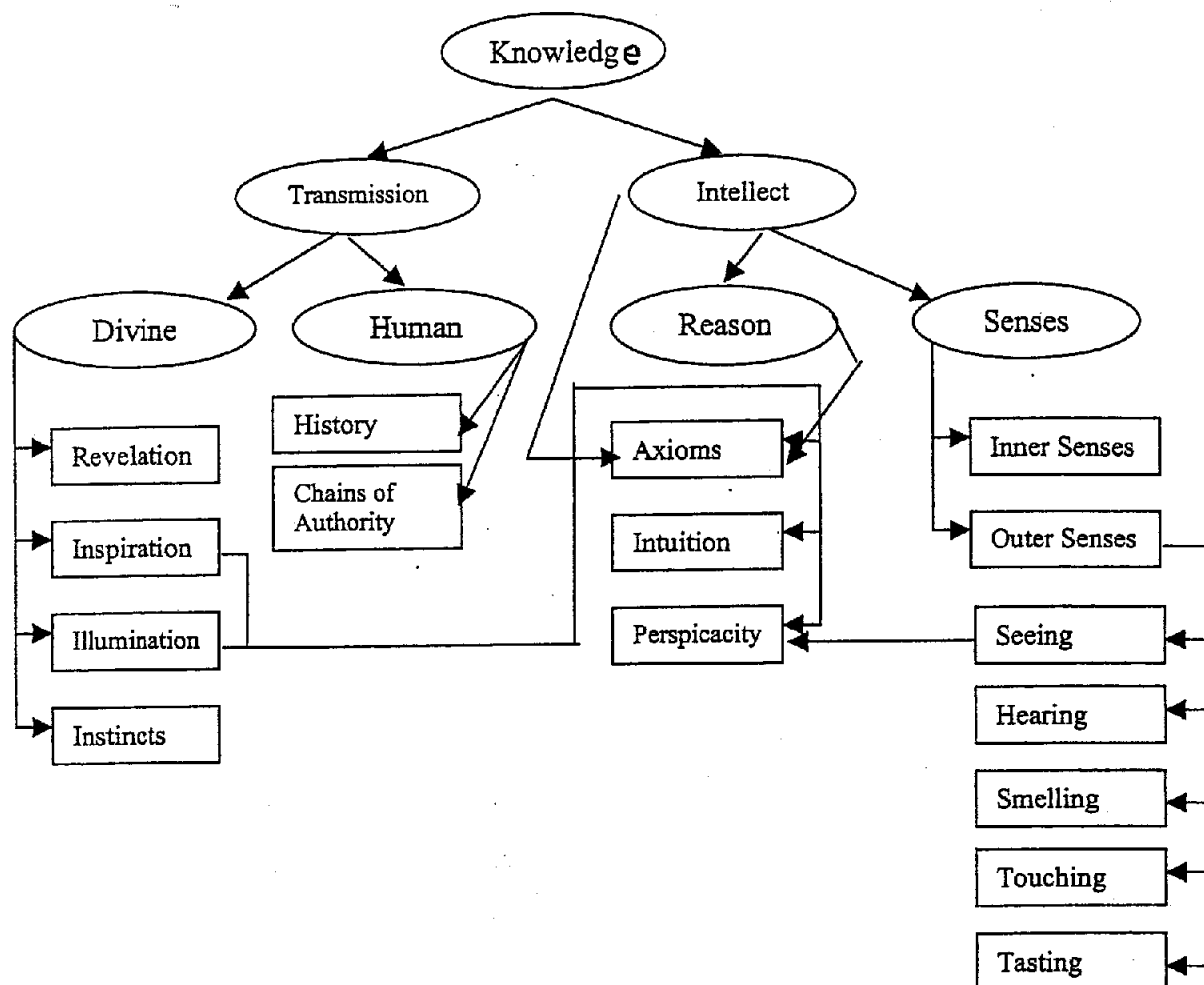 Knowledge
Transmission
Intellect
Divine
Human
Reason
Senses
History
Chains of
Authority
Revelation
Inspiration
Illumination
Instincts
Axioms
Intuition
Perspicacity
Inner Senses
Outer Senses
Seeing
Hearing
Smelling
Touching
Tasting